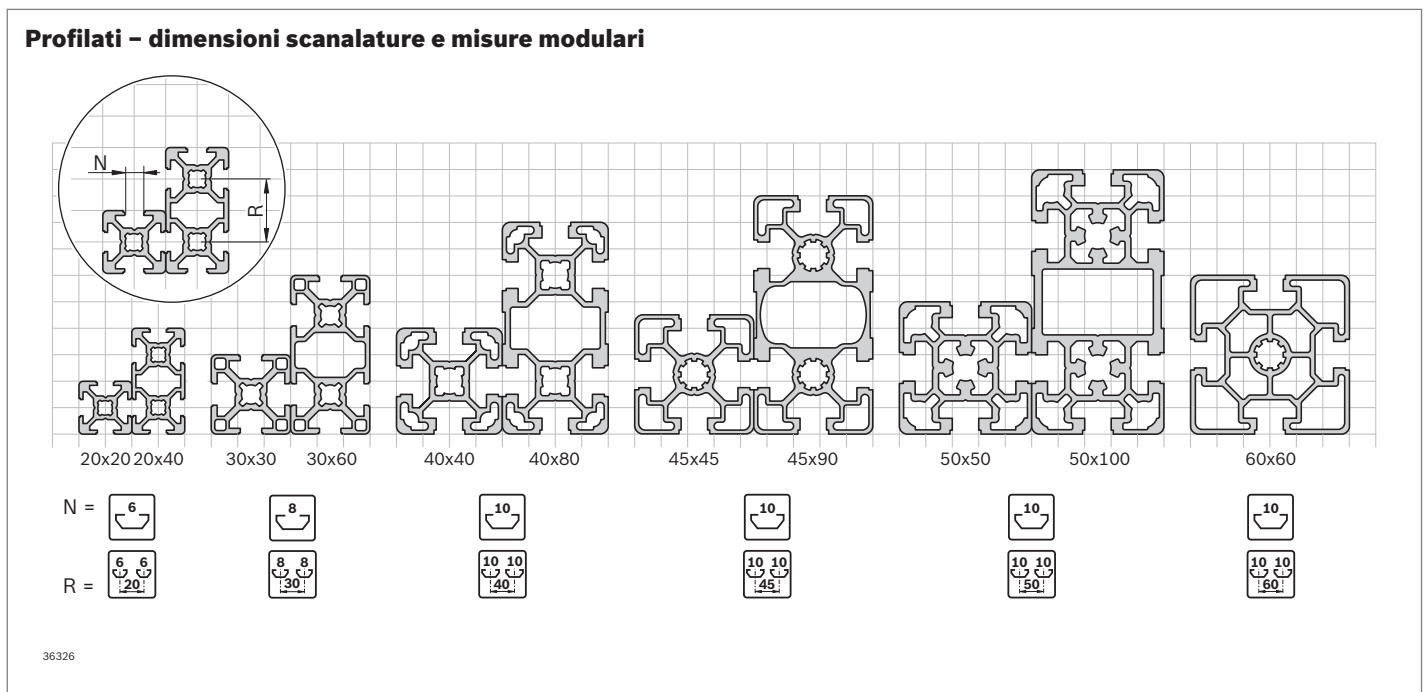 Profilati – dimensioni scanalature e misure modulari
N
R
20x20 20x40 30x30 30x60 40x40 40x80 45x45 45x90 50x50 50x100 60x60
N = 6 8 10 10 10 10
6 6 8 8 10 10 10 10 10 10 10 10
R = 20 30 40 45 50 60
36326